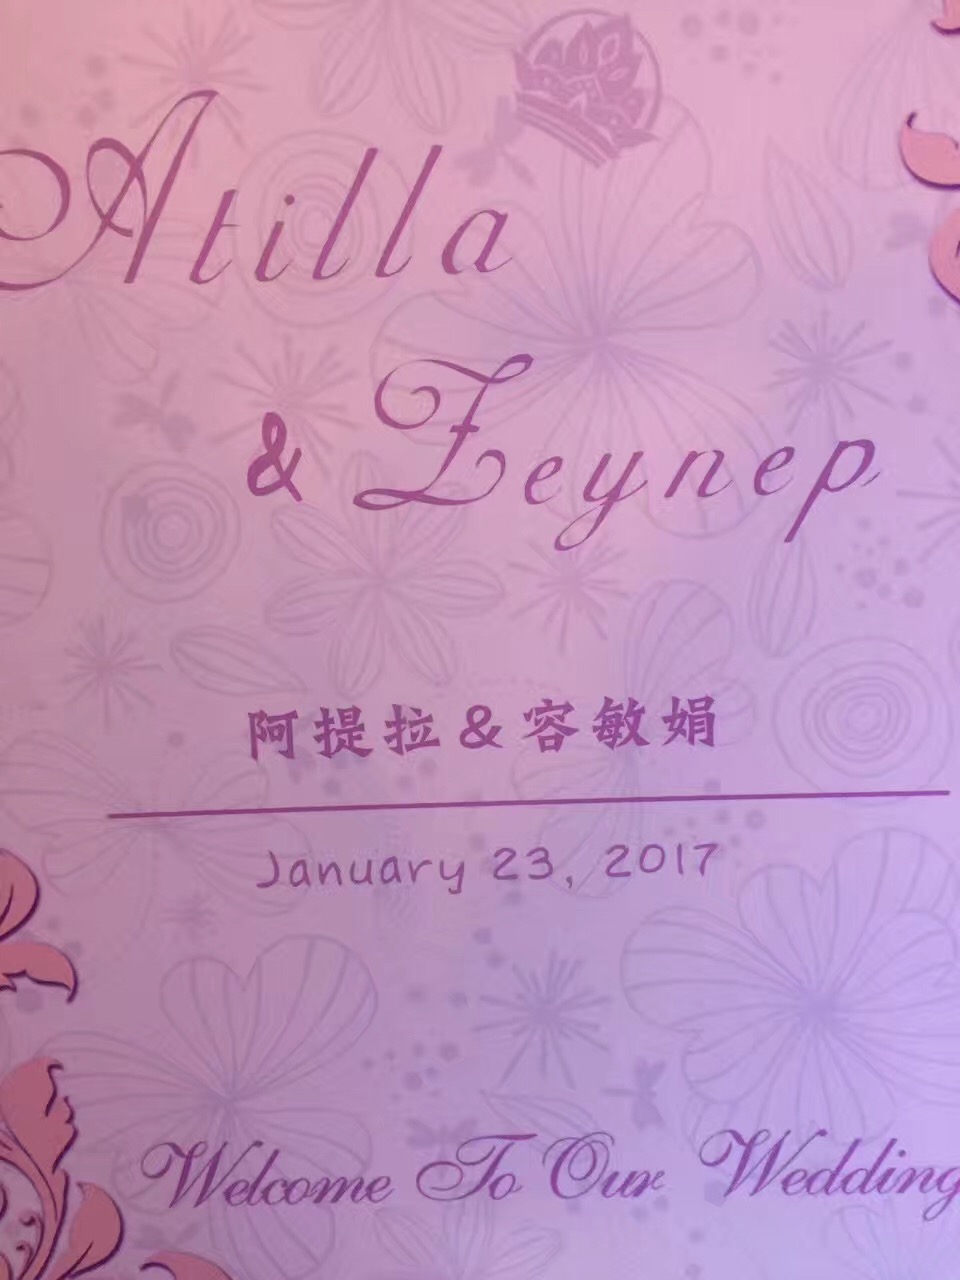 Atilla
& Zeynep
阿提拉&容敏娟
January 23, 2017
Welcome To Our Wedding